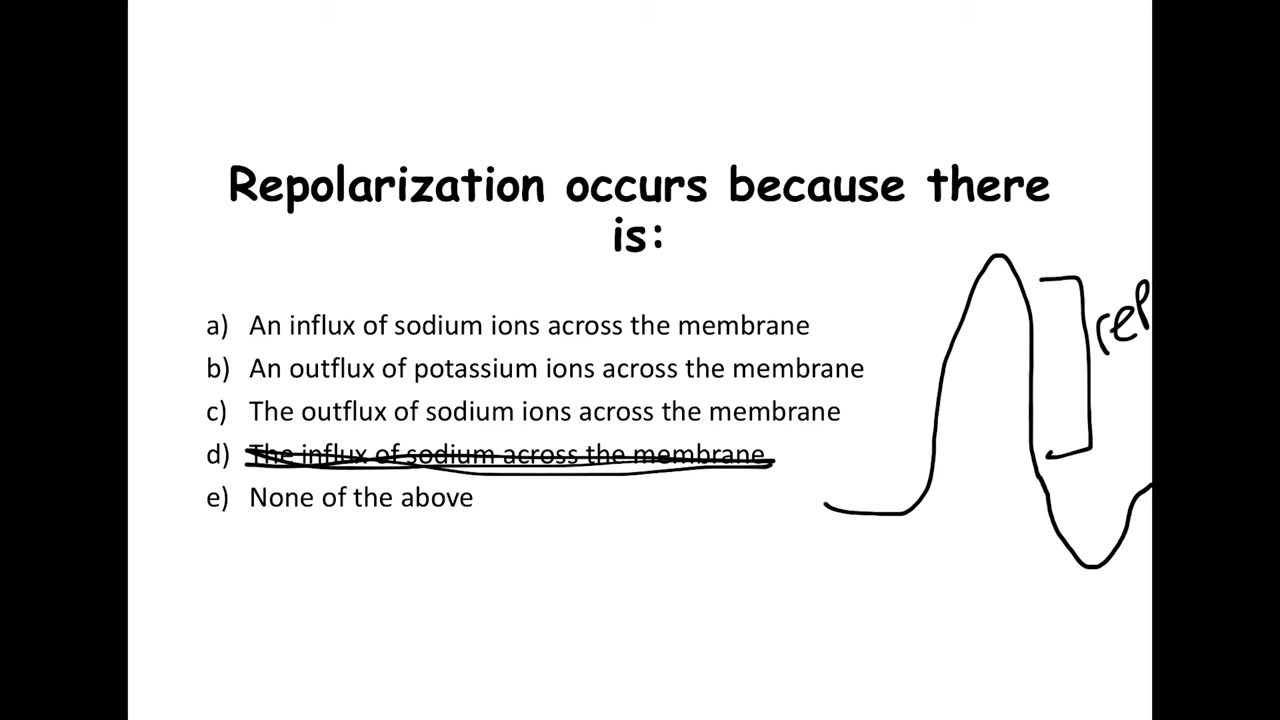 Repolarization occurs because there
is:
a) An influx of sodium ions across the membrane
b) An outflux of potassium ions across the membrane
c) The outflux of sodium ions across the membrane
d) The influx of sodium across the membrane
e) None of the above
rep